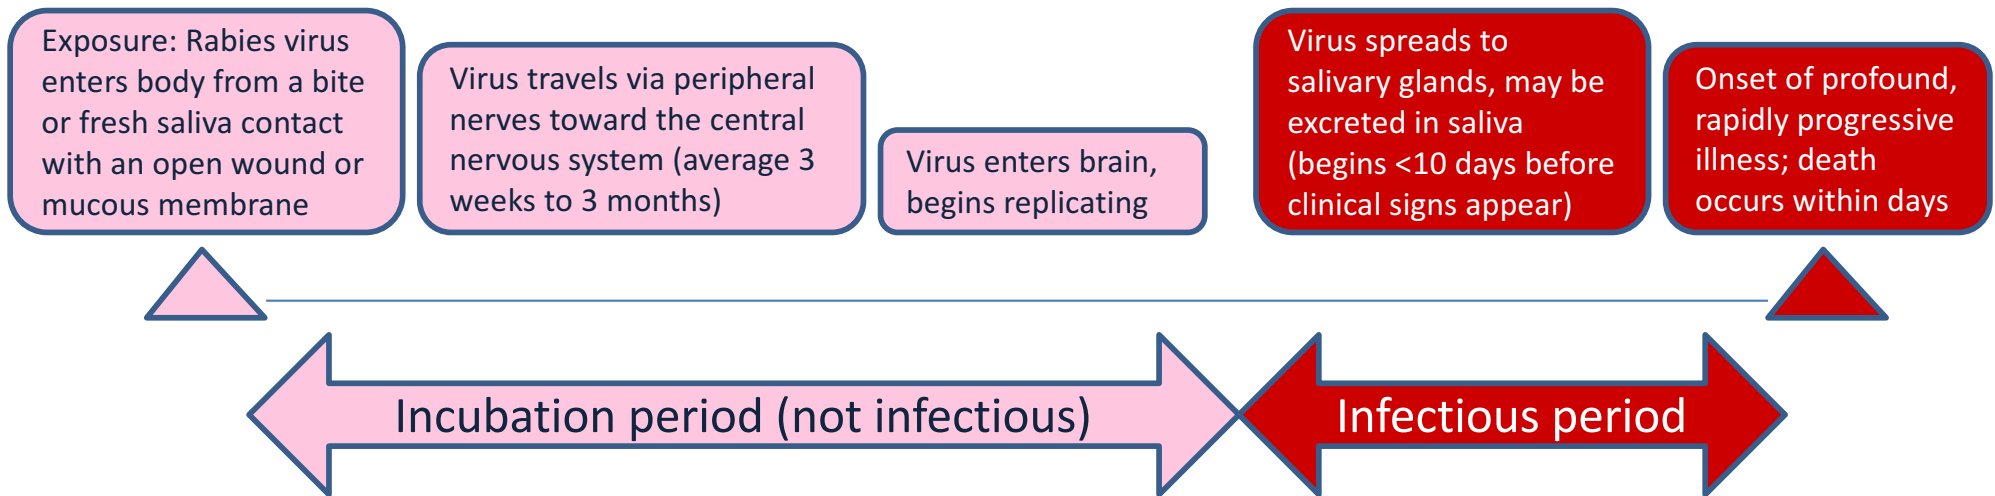 Exposure: Rabies virus
enters body from a bite
or fresh saliva contact
with an open wound or
mucous membrane
Virus travels via peripheral
nerves toward the central
nervous system (average 3
weeks to 3 months)
Virus enters brain,
begins replicating
Virus spreads to
salivary glands, may be
excreted in saliva
(begins <10 days before
clinical signs appear)
Onset of profound,
rapidly progressive
illness; death
occurs within days
Incubation period (not infectious)
Infectious period